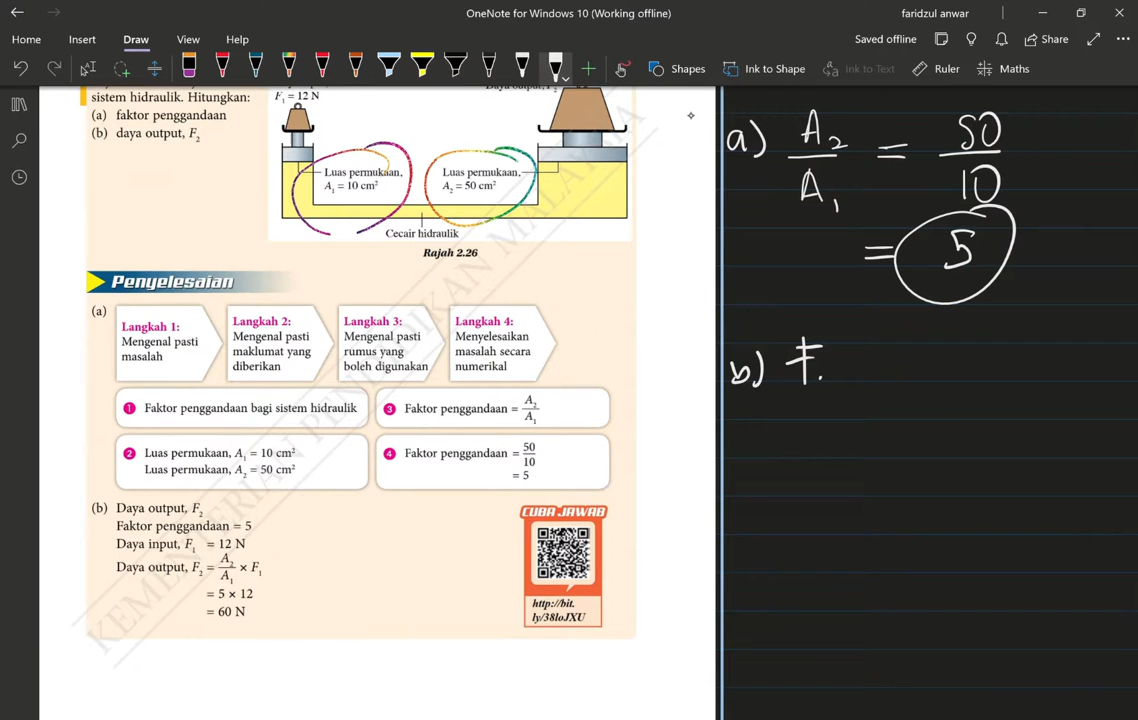 OneNote for Windows 10 (Working offline)
faridzul anwar
Home Insert Draw View Help
Saved offline
Share
Shapes
Ink to Shape
Ink to Text
Ruler
Maths
sistem hidraulik. Hitungkan:
(a) faktor penggandaan
(b) daya output, F₂
F₁ = 12 N
Luas permukaan,
A₁ = 10 cm²
Luas permukaan,
A₂ = 50 cm²
Cecair hidraulik
Rajah 2.26
Penyelesaian
(a)
Langkah 1:
Mengenal pasti
masalah
Langkah 2:
Mengenal pasti
maklumat yang
diberikan
Langkah 3:
Mengenal pasti
rumus yang
boleh digunakan
Langkah 4:
Menyelesaikan
masalah secara
numerikal
1 Faktor penggandaan bagi sistem hidraulik
2 Luas permukaan, A₁ = 10 cm²
Luas permukaan, A₂ = 50 cm²
3 Faktor penggandaan = A₂/A₁
4 Faktor penggandaan = 50/10
= 5
(b) Daya output, F₂
Faktor penggandaan = 5
Daya input, F₁ = 12 N
Daya output, F₂ = A₂/A₁ × F₁
= 5 × 12
= 60 N
CUBA JAWAB
http://bit.
ly/38loJXU
KEMENTERIAN PENDIDIKAN MALAYSIA
a) A₂/A₁ = 50/10
= 5
b) F